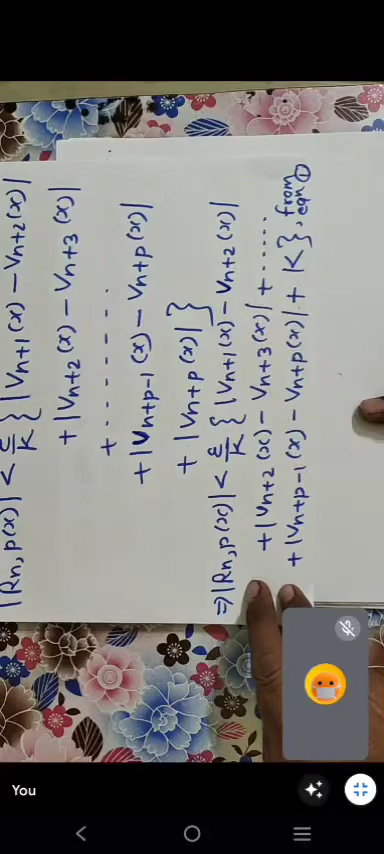 |Rn,p(x)| < ε/K { |Vn+1(x) - Vn+2(x)|
+ |Vn+2(x) - Vn+3(x)|
+ . . . . . . .
+ |Vn+p-1(x) - Vn+p(x)|
+ |Vn+p(x)| }
⇒ |Rn,p(x)| < ε/K { |Vn+1(x) - Vn+2(x)|
+ |Vn+2(x) - Vn+3(x)| + . . . . . .
+ |Vn+p-1(x) - Vn+p(x)| + K }, from eqn ①
You